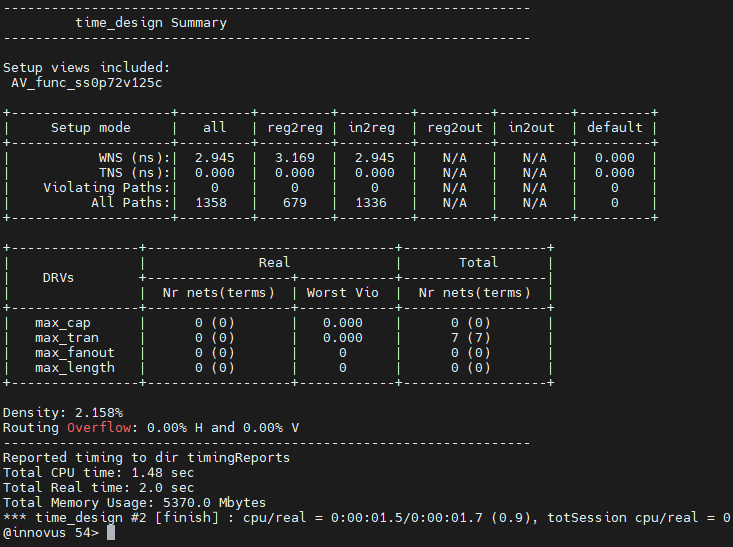 ------------------------------------------------------------------
         time_design Summary
------------------------------------------------------------------
Setup views included:
 AV_func_ss0p72v125c
+--------------------+---------+---------+---------+---------+---------+---------+
|     Setup mode     |   all   | reg2reg | in2reg  | reg2out | in2out  | default |
+--------------------+---------+---------+---------+---------+---------+---------+
|           WNS (ns):|  2.945  |  3.169  |  2.945  |   N/A   |   N/A   |  0.000  |
|           TNS (ns):|  0.000  |  0.000  |  0.000  |   N/A   |   N/A   |  0.000  |
|    Violating Paths:|    0    |    0    |    0    |   N/A   |   N/A   |    0    |
|          All Paths:|  1358   |   679   |  1336   |   N/A   |   N/A   |    0    |
+--------------------+---------+---------+---------+---------+---------+---------+
+----------------+-------------------------------+------------------+
|                |              Real             |       Total      |
|    DRVs        +------------------+------------+------------------|
|                |  Nr nets(terms)  | Worst Vio  |  Nr nets(terms)  |
+----------------+------------------+------------+------------------+
|   max_cap      |      0 (0)       |   0.000    |      0 (0)       |
|   max_tran     |      0 (0)       |   0.000    |      7 (7)       |
|   max_fanout   |      0 (0)       |     0      |      0 (0)       |
|   max_length   |      0 (0)       |     0      |      0 (0)       |
+----------------+------------------+------------+------------------+
Density: 2.158%
Routing Overflow: 0.00% H and 0.00% V
------------------------------------------------------------------
Reported timing to dir timingReports
Total CPU time: 1.48 sec
Total Real time: 2.0 sec
Total Memory Usage: 5370.0 Mbytes
*** time_design #2 [finish] : cpu/real = 0:00:01.5/0:00:01.7 (0.9), totSession cpu/real = 0
@innovus 54>